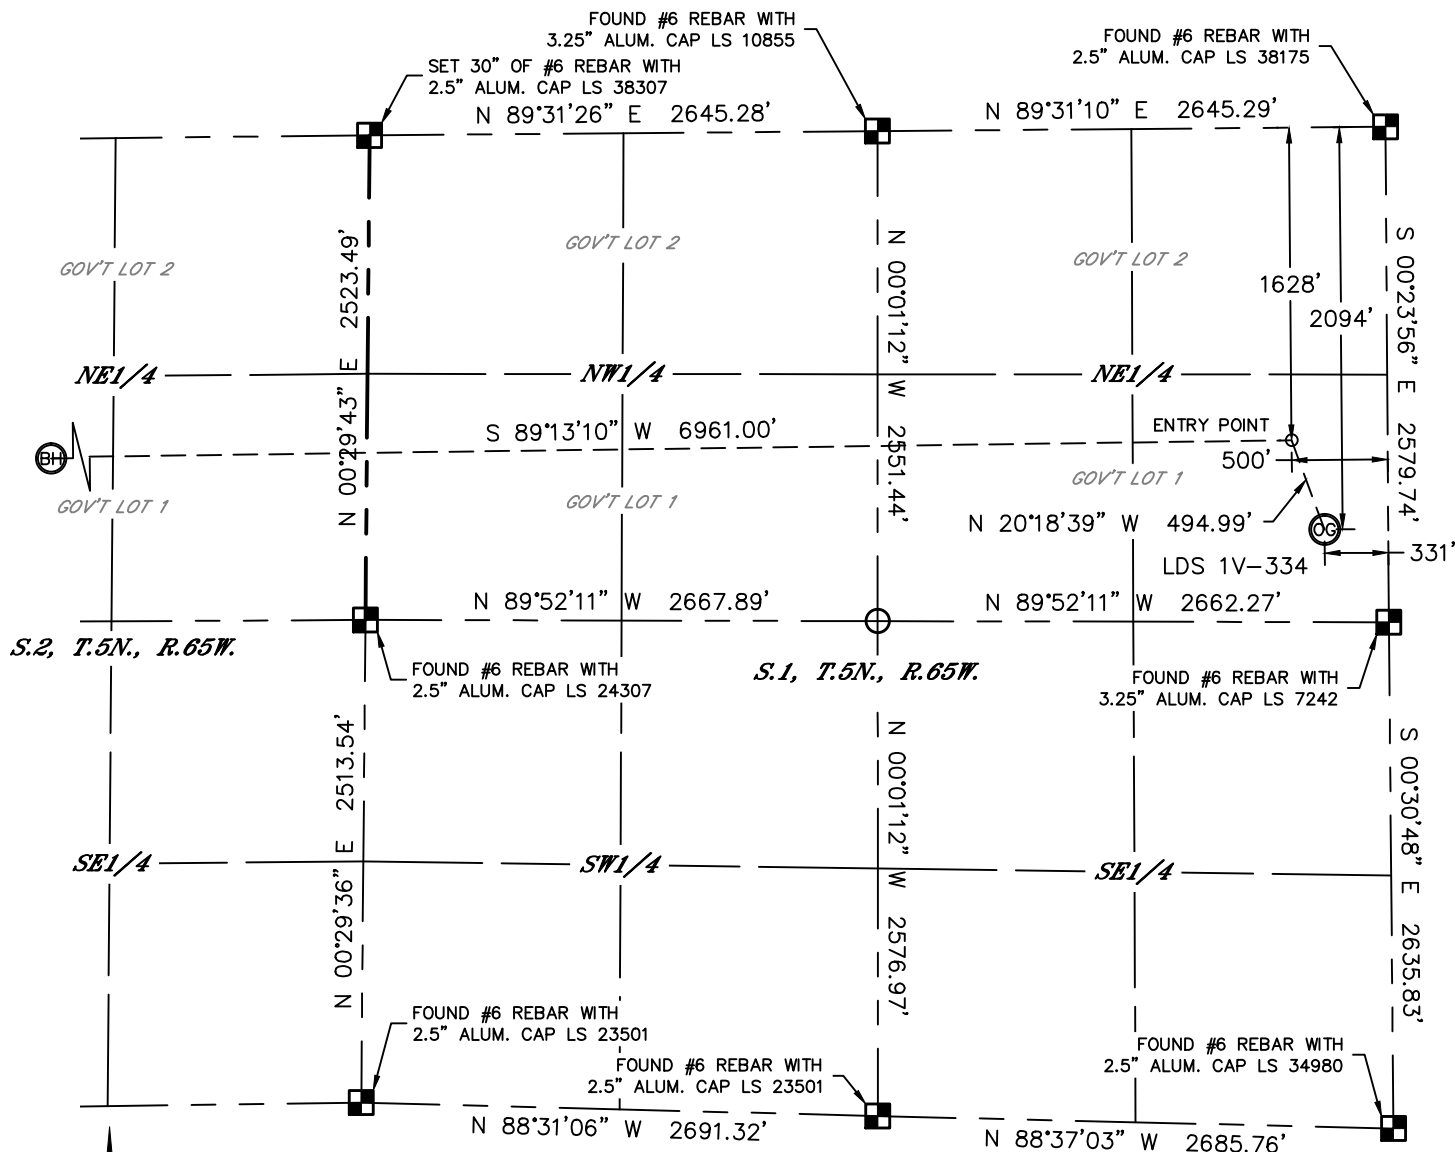 FOUND #6 REBAR WITH
3.25" ALUM. CAP LS 10855
FOUND #6 REBAR WITH
2.5" ALUM. CAP LS 38175
SET 30" OF #6 REBAR WITH
2.5" ALUM. CAP LS 38307
N 89°31'26" E 2645.28'
N 89°31'10" E 2645.29'
GOV'T LOT 2
GOV'T LOT 2
GOV'T LOT 2
N 00°29'43" E 2523.49'
N 00°01'12" W 2551.44'
1628'
2094'
S 00°23'56" E 2579.74'
NE1/4
NW1/4
NE1/4
S 89°13'10" W 6961.00'
ENTRY POINT
BH
500'
GOV'T LOT 1
GOV'T LOT 1
GOV'T LOT 1
N 20°18'39" W 494.99'
OG
331'
LDS 1V-334
N 89°52'11" W 2667.89'
N 89°52'11" W 2662.27'
S.2, T.5N., R.65W.
S.1, T.5N., R.65W.
FOUND #6 REBAR WITH
2.5" ALUM. CAP LS 24307
FOUND #6 REBAR WITH
3.25" ALUM. CAP LS 7242
N 00°29'36" E 2513.54'
N 00°01'12" W 2576.97'
S 00°30'48" E 2635.83'
SE1/4
SW1/4
SE1/4
FOUND #6 REBAR WITH
2.5" ALUM. CAP LS 23501
FOUND #6 REBAR WITH
2.5" ALUM. CAP LS 23501
FOUND #6 REBAR WITH
2.5" ALUM. CAP LS 34980
N 88°31'06" W 2691.32'
N 88°37'03" W 2685.76'